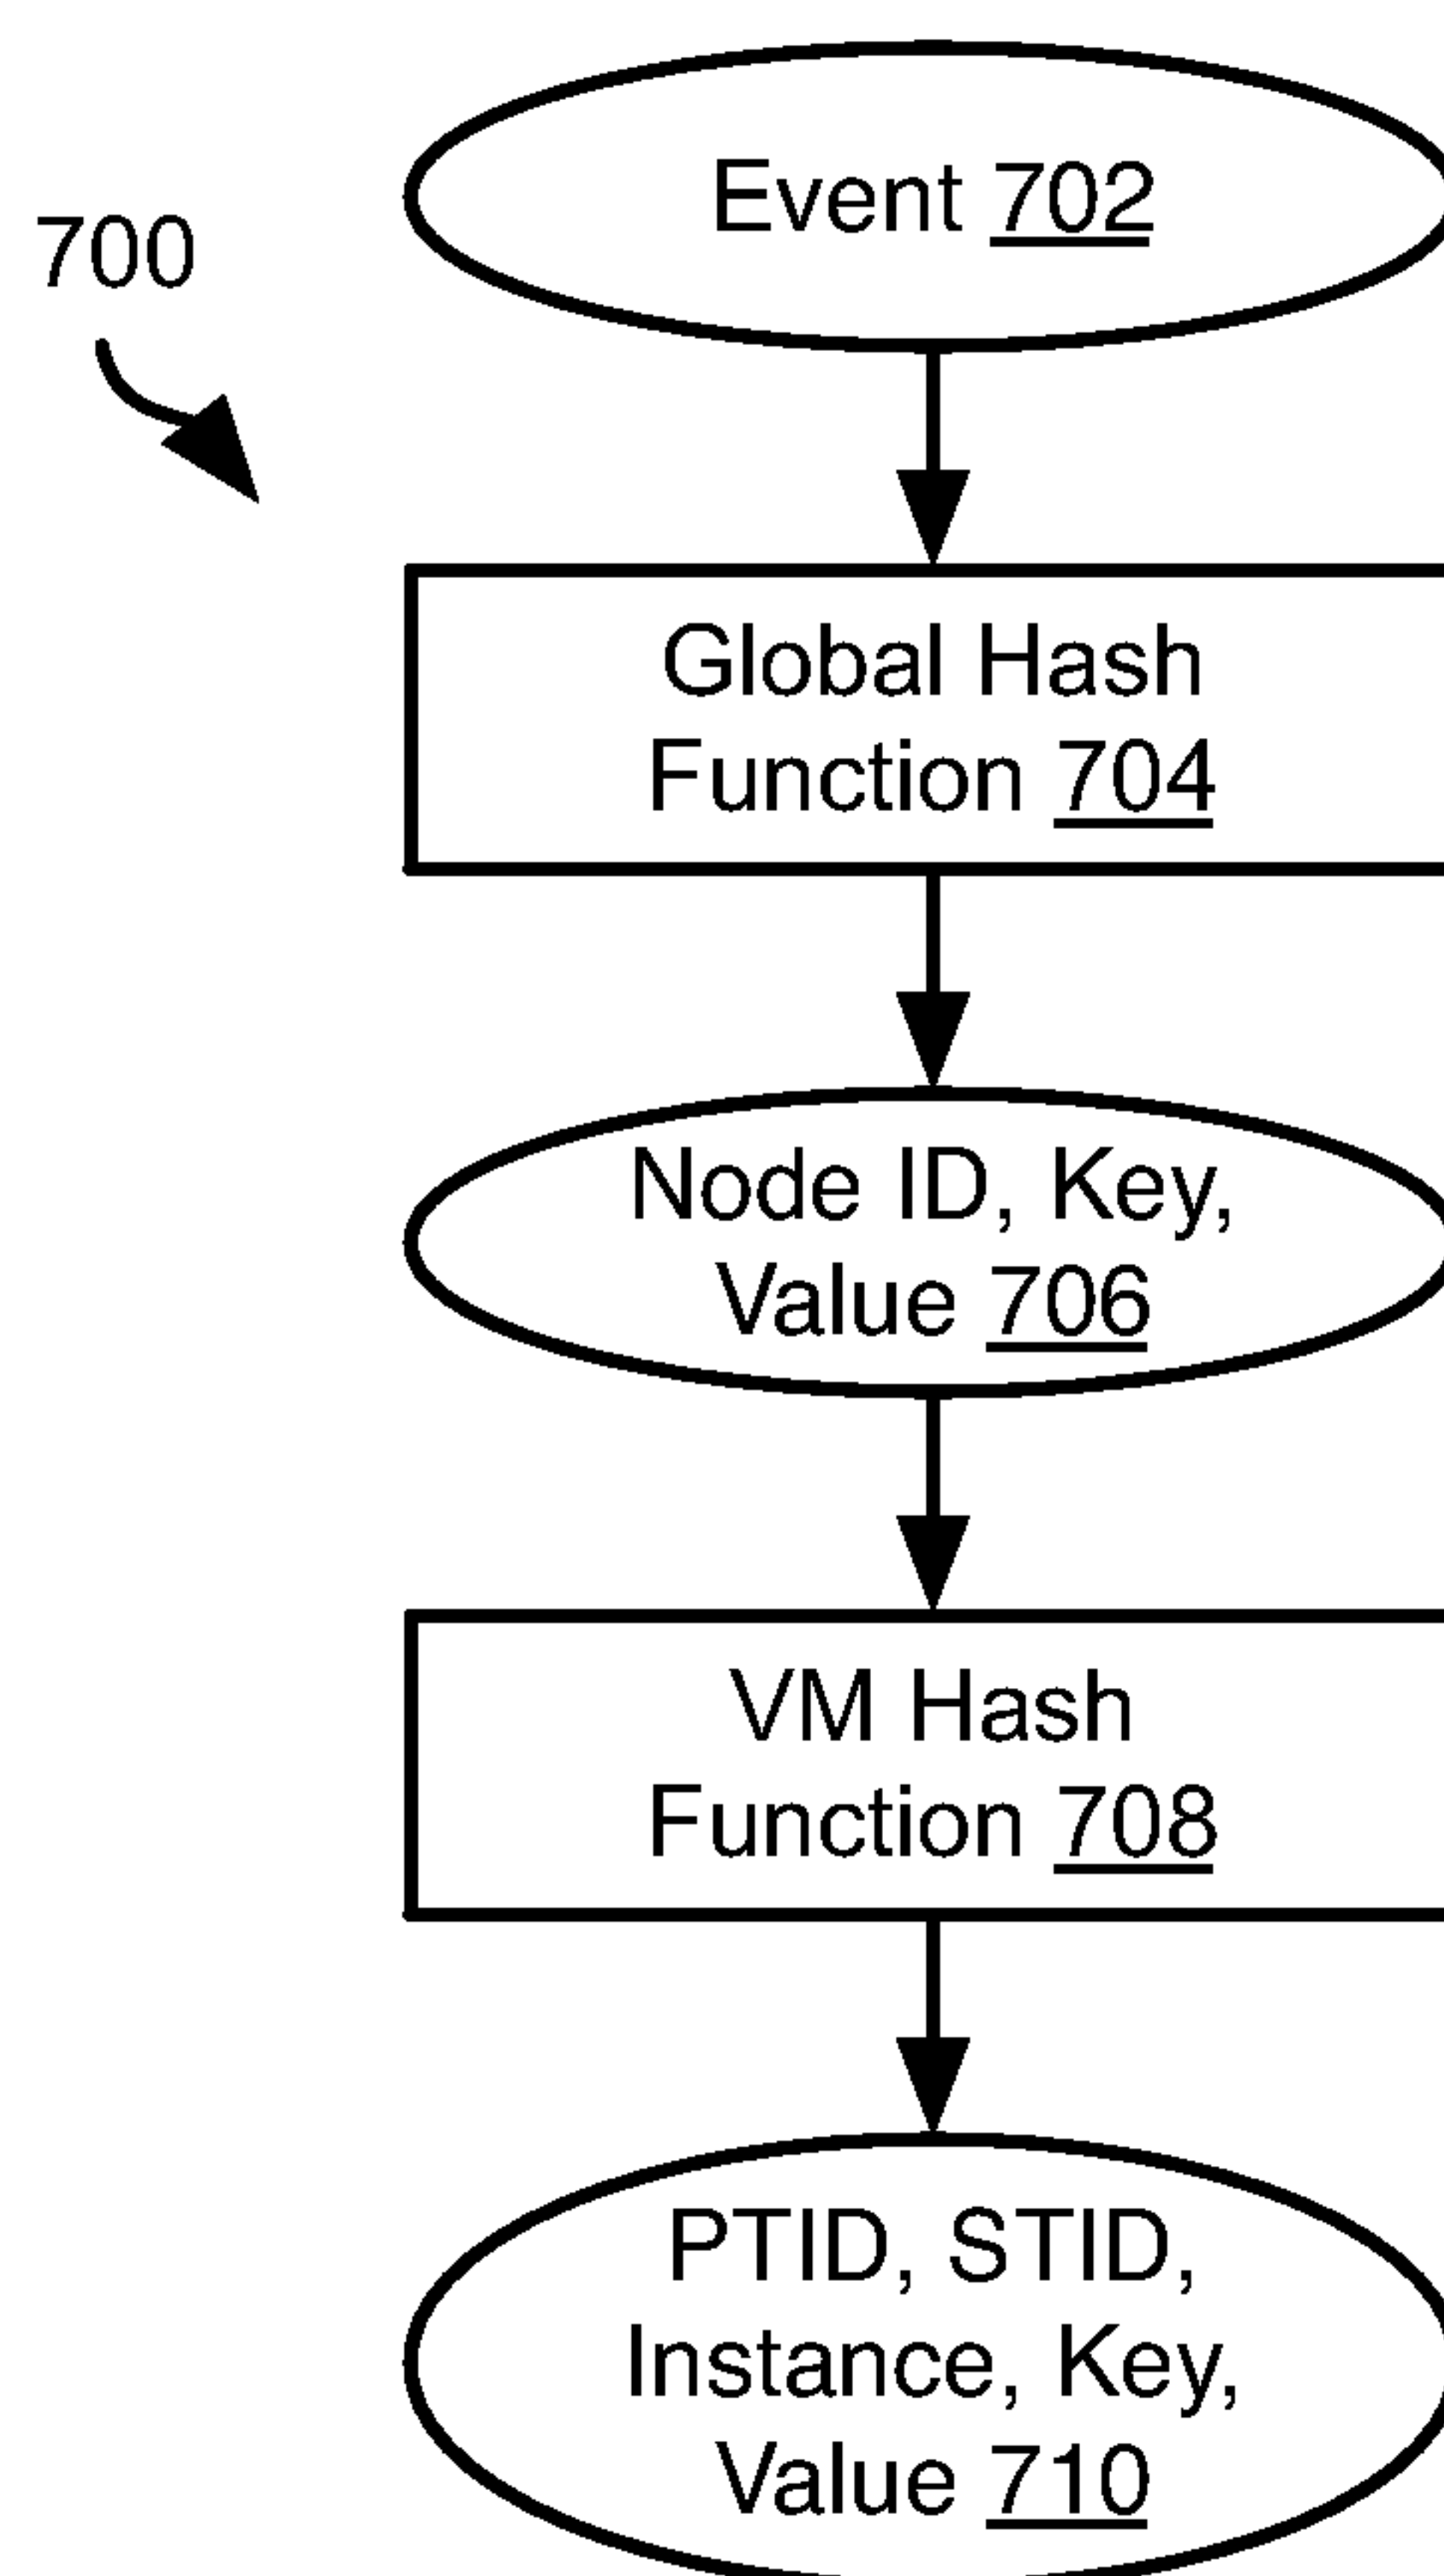 700
Event 702
Global Hash
Function 704
Node ID, Key,
Value 706
VM Hash
Function 708
PTID, STID,
Instance, Key,
Value 710